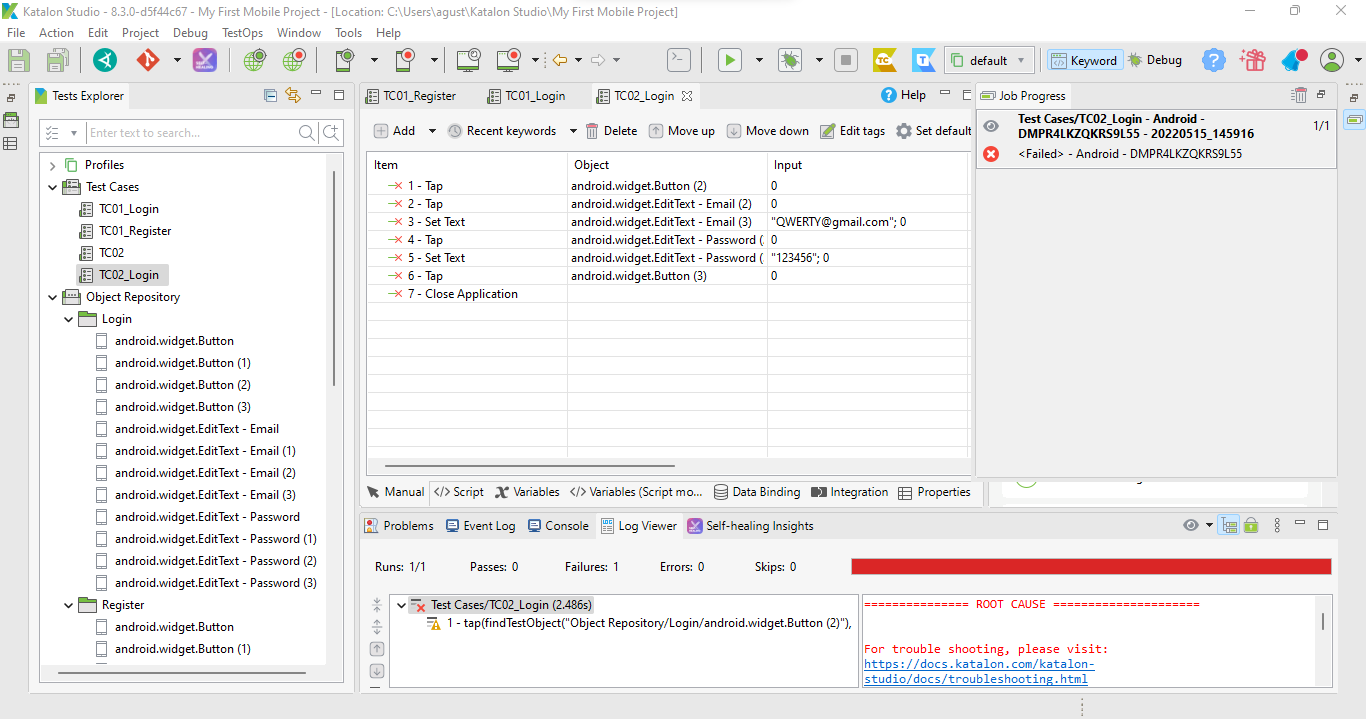 Katalon Studio - 8.3.0-d5f44c67 - My First Mobile Project - [Location: C:\Users\agust\Katalon Studio\My First Mobile Project]
File Action Edit Project Debug TestOps Window Tools Help
default
Keyword
Debug
Tests Explorer
Enter text to search...
Profiles
Test Cases
TC01_Login
TC01_Register
TC02
TC02_Login
Object Repository
Login
android.widget.Button
android.widget.Button (1)
android.widget.Button (2)
android.widget.Button (3)
android.widget.EditText - Email
android.widget.EditText - Email (1)
android.widget.EditText - Email (2)
android.widget.EditText - Email (3)
android.widget.EditText - Password
android.widget.EditText - Password (1)
android.widget.EditText - Password (2)
android.widget.EditText - Password (3)
Register
android.widget.Button
android.widget.Button (1)
TC01_Register TC01_Login TC02_Login Help
Add Recent keywords Delete Move up Move down Edit tags Set default
Item Object Input
1 - Tap android.widget.Button (2) 0
2 - Tap android.widget.EditText - Email (2) 0
3 - Set Text android.widget.EditText - Email (3) "QWERTY@gmail.com"; 0
4 - Tap android.widget.EditText - Password ( 0
5 - Set Text android.widget.EditText - Password ( "123456"; 0
6 - Tap android.widget.Button (3) 0
7 - Close Application
Manual </> Script Variables </> Variables (Script mo... Data Binding Integration Properties
Job Progress
Test Cases/TC02_Login - Android -
DMPR4LKZQKRS9L55 - 20220515_145916
1/1
<Failed> - Android - DMPR4LKZQKRS9L55
Problems Event Log Console Log Viewer Self-healing Insights
Runs: 1/1 Passes: 0 Failures: 1 Errors: 0 Skips: 0
Test Cases/TC02_Login (2.486s)
1 - tap(findTestObject("Object Repository/Login/android.widget.Button (2)"),
=============== ROOT CAUSE =====================
For trouble shooting, please visit:
https://docs.katalon.com/katalon-
studio/docs/troubleshooting.html